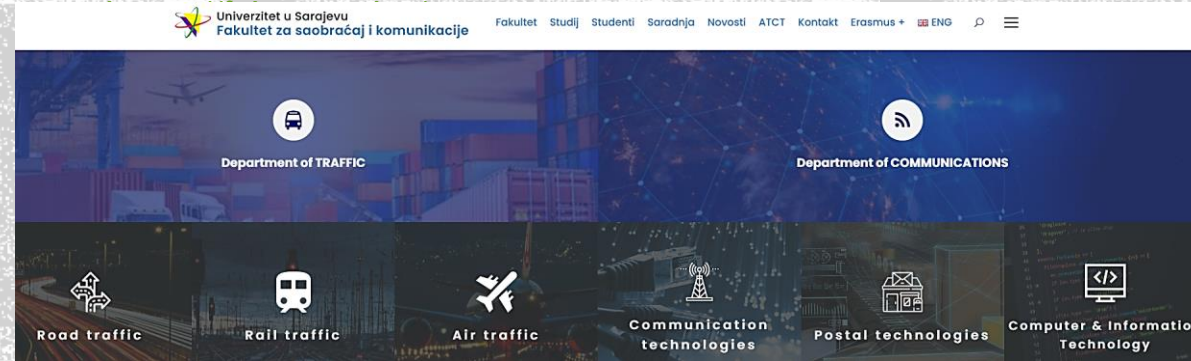 Univerzitet u Sarajevu
Fakultet za saobraćaj i komunikacije
Fakultet Studij Studenti Saradnja Novosti ATCT Kontakt Erasmus + ENG
Department of TRAFFIC
Department of COMMUNICATIONS
Road traffic
Rail traffic
Air traffic
Communication
technologies
Postal technologies
Computer & Informatio
Technology